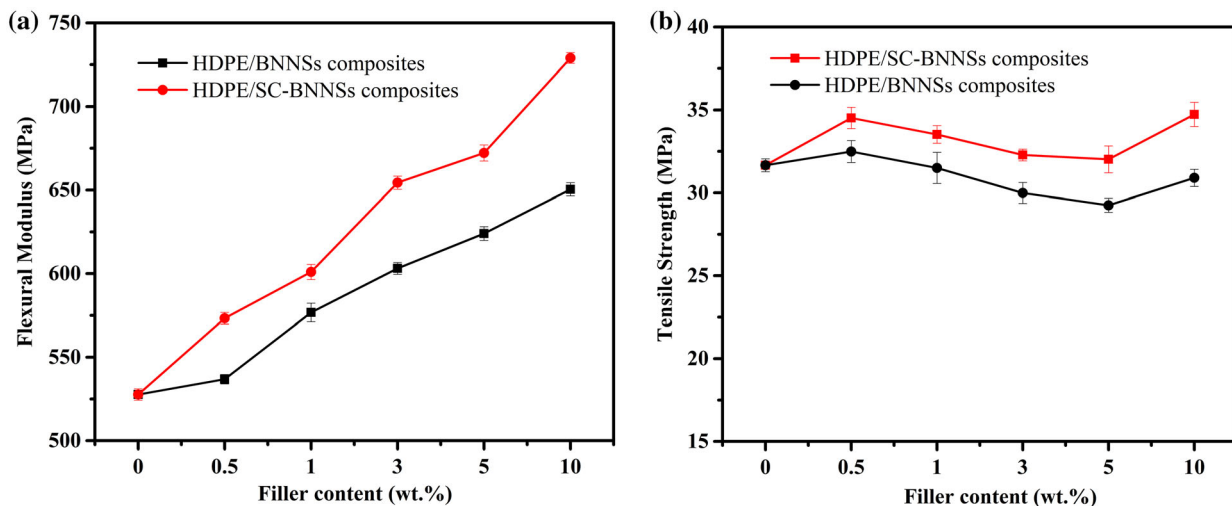 (a)
750
700
650
600
550
500
Flexural Modulus (MPa)
HDPE/BNNSs composites
HDPE/SC-BNNSs composites
0 0.5 1 3 5 10
Filler content (wt.%)
(b)
40
35
30
25
20
15
Tensile Strength (MPa)
HDPE/SC-BNNSs composites
HDPE/BNNSs composites
0 0.5 1 3 5 10
Filler content (wt.%)